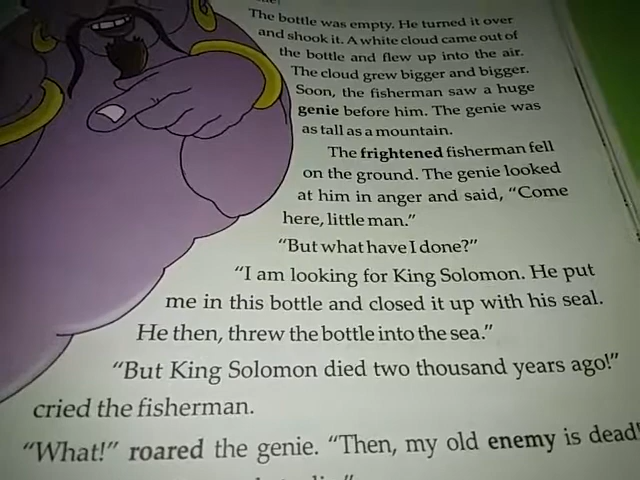 The bottle was empty. He turned it over
and shook it. A white cloud came out of
the bottle and flew up into the air.
The cloud grew bigger and bigger.
Soon, the fisherman saw a huge
genie before him. The genie was
as tall as a mountain.
The frightened fisherman fell
on the ground. The genie looked
at him in anger and said, “Come
here, little man.”
“But what have I done?”
“I am looking for King Solomon. He put
me in this bottle and closed it up with his seal.
He then, threw the bottle into the sea.”
“But King Solomon died two thousand years ago!”
cried the fisherman.
“What!” roared the genie. “Then, my old enemy is dead!